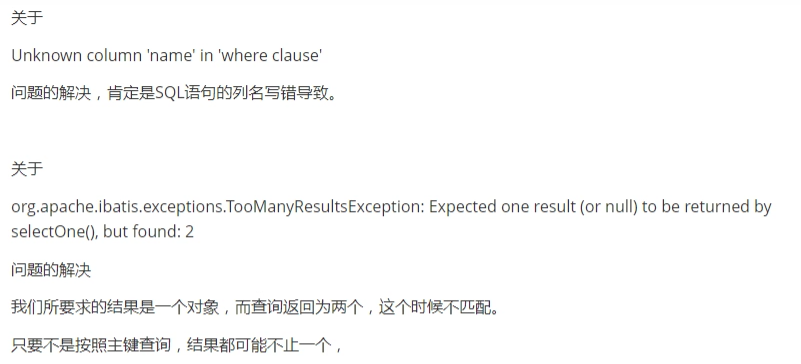 关于
Unknown column 'name' in 'where clause'
问题的解决，肯定是SQL语句的列名写错导致。
关于
org.apache.ibatis.exceptions.TooManyResultsException: Expected one result (or null) to be returned by
selectOne(), but found: 2
问题的解决
我们所要求的结果是一个对象，而查询返回为两个，这个时候不匹配。
只要不是按照主键查询，结果都可能不止一个，